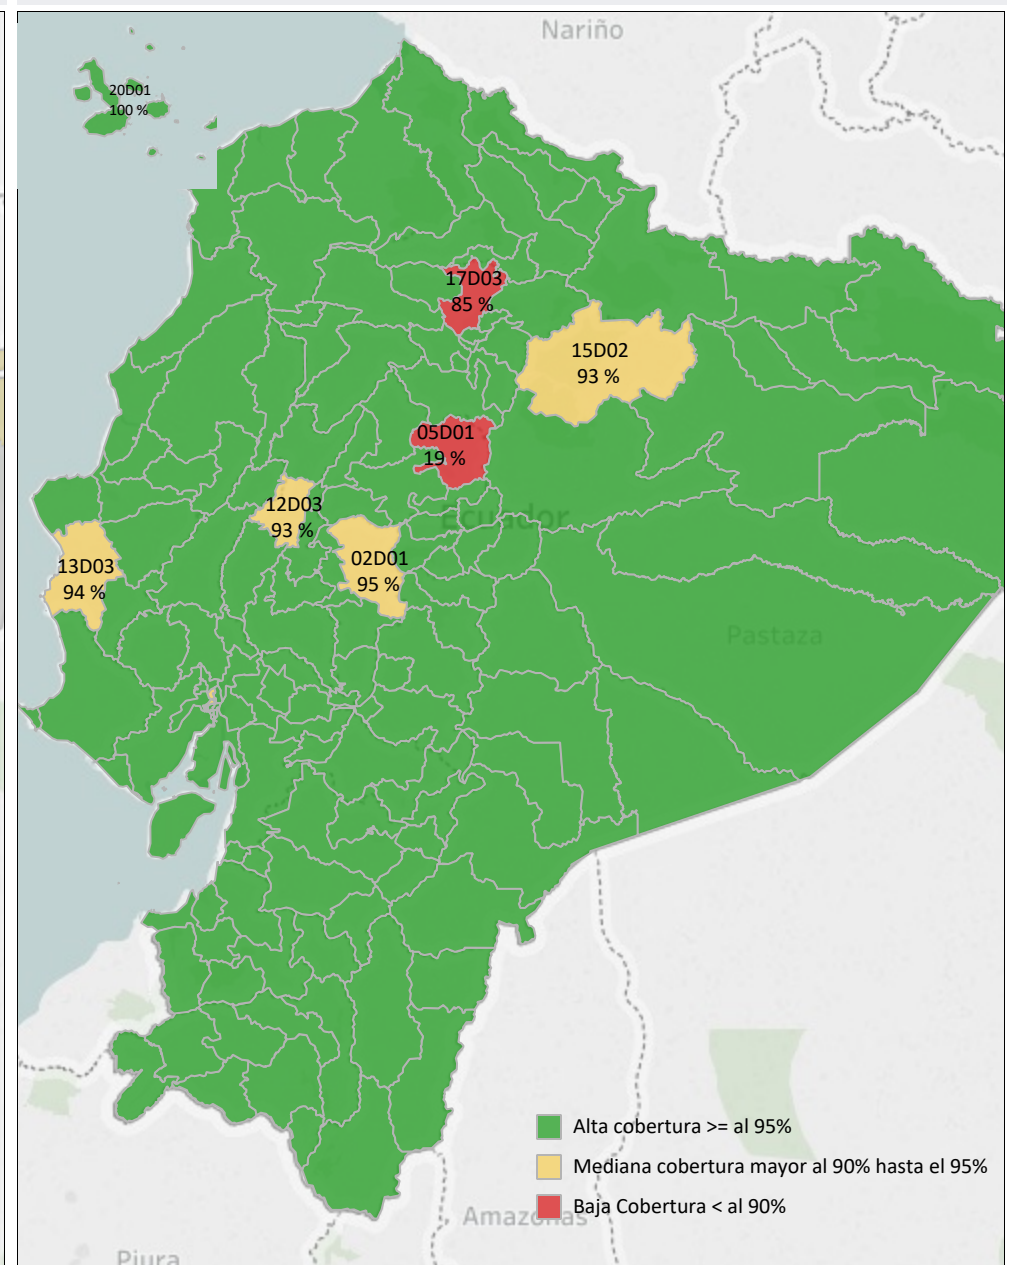 Nariño
20D01
100 %
17D03
85 %
15D02
93 %
05D01
19 %
12D03
93 %
Ecuador
02D01
95 %
13D03
94 %
Pastaza
Alta cobertura >= al 95%
Mediana cobertura mayor al 90% hasta el 95%
Baja Cobertura < al 90%
Amazonas
Piura